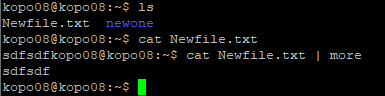 kopo08@kopo08:~$ ls
Newfile.txt  newone
kopo08@kopo08:~$ cat Newfile.txt
sdfsdfkopo08@kopo08:~$ cat Newfile.txt | more
sdfsdf
kopo08@kopo08:~$